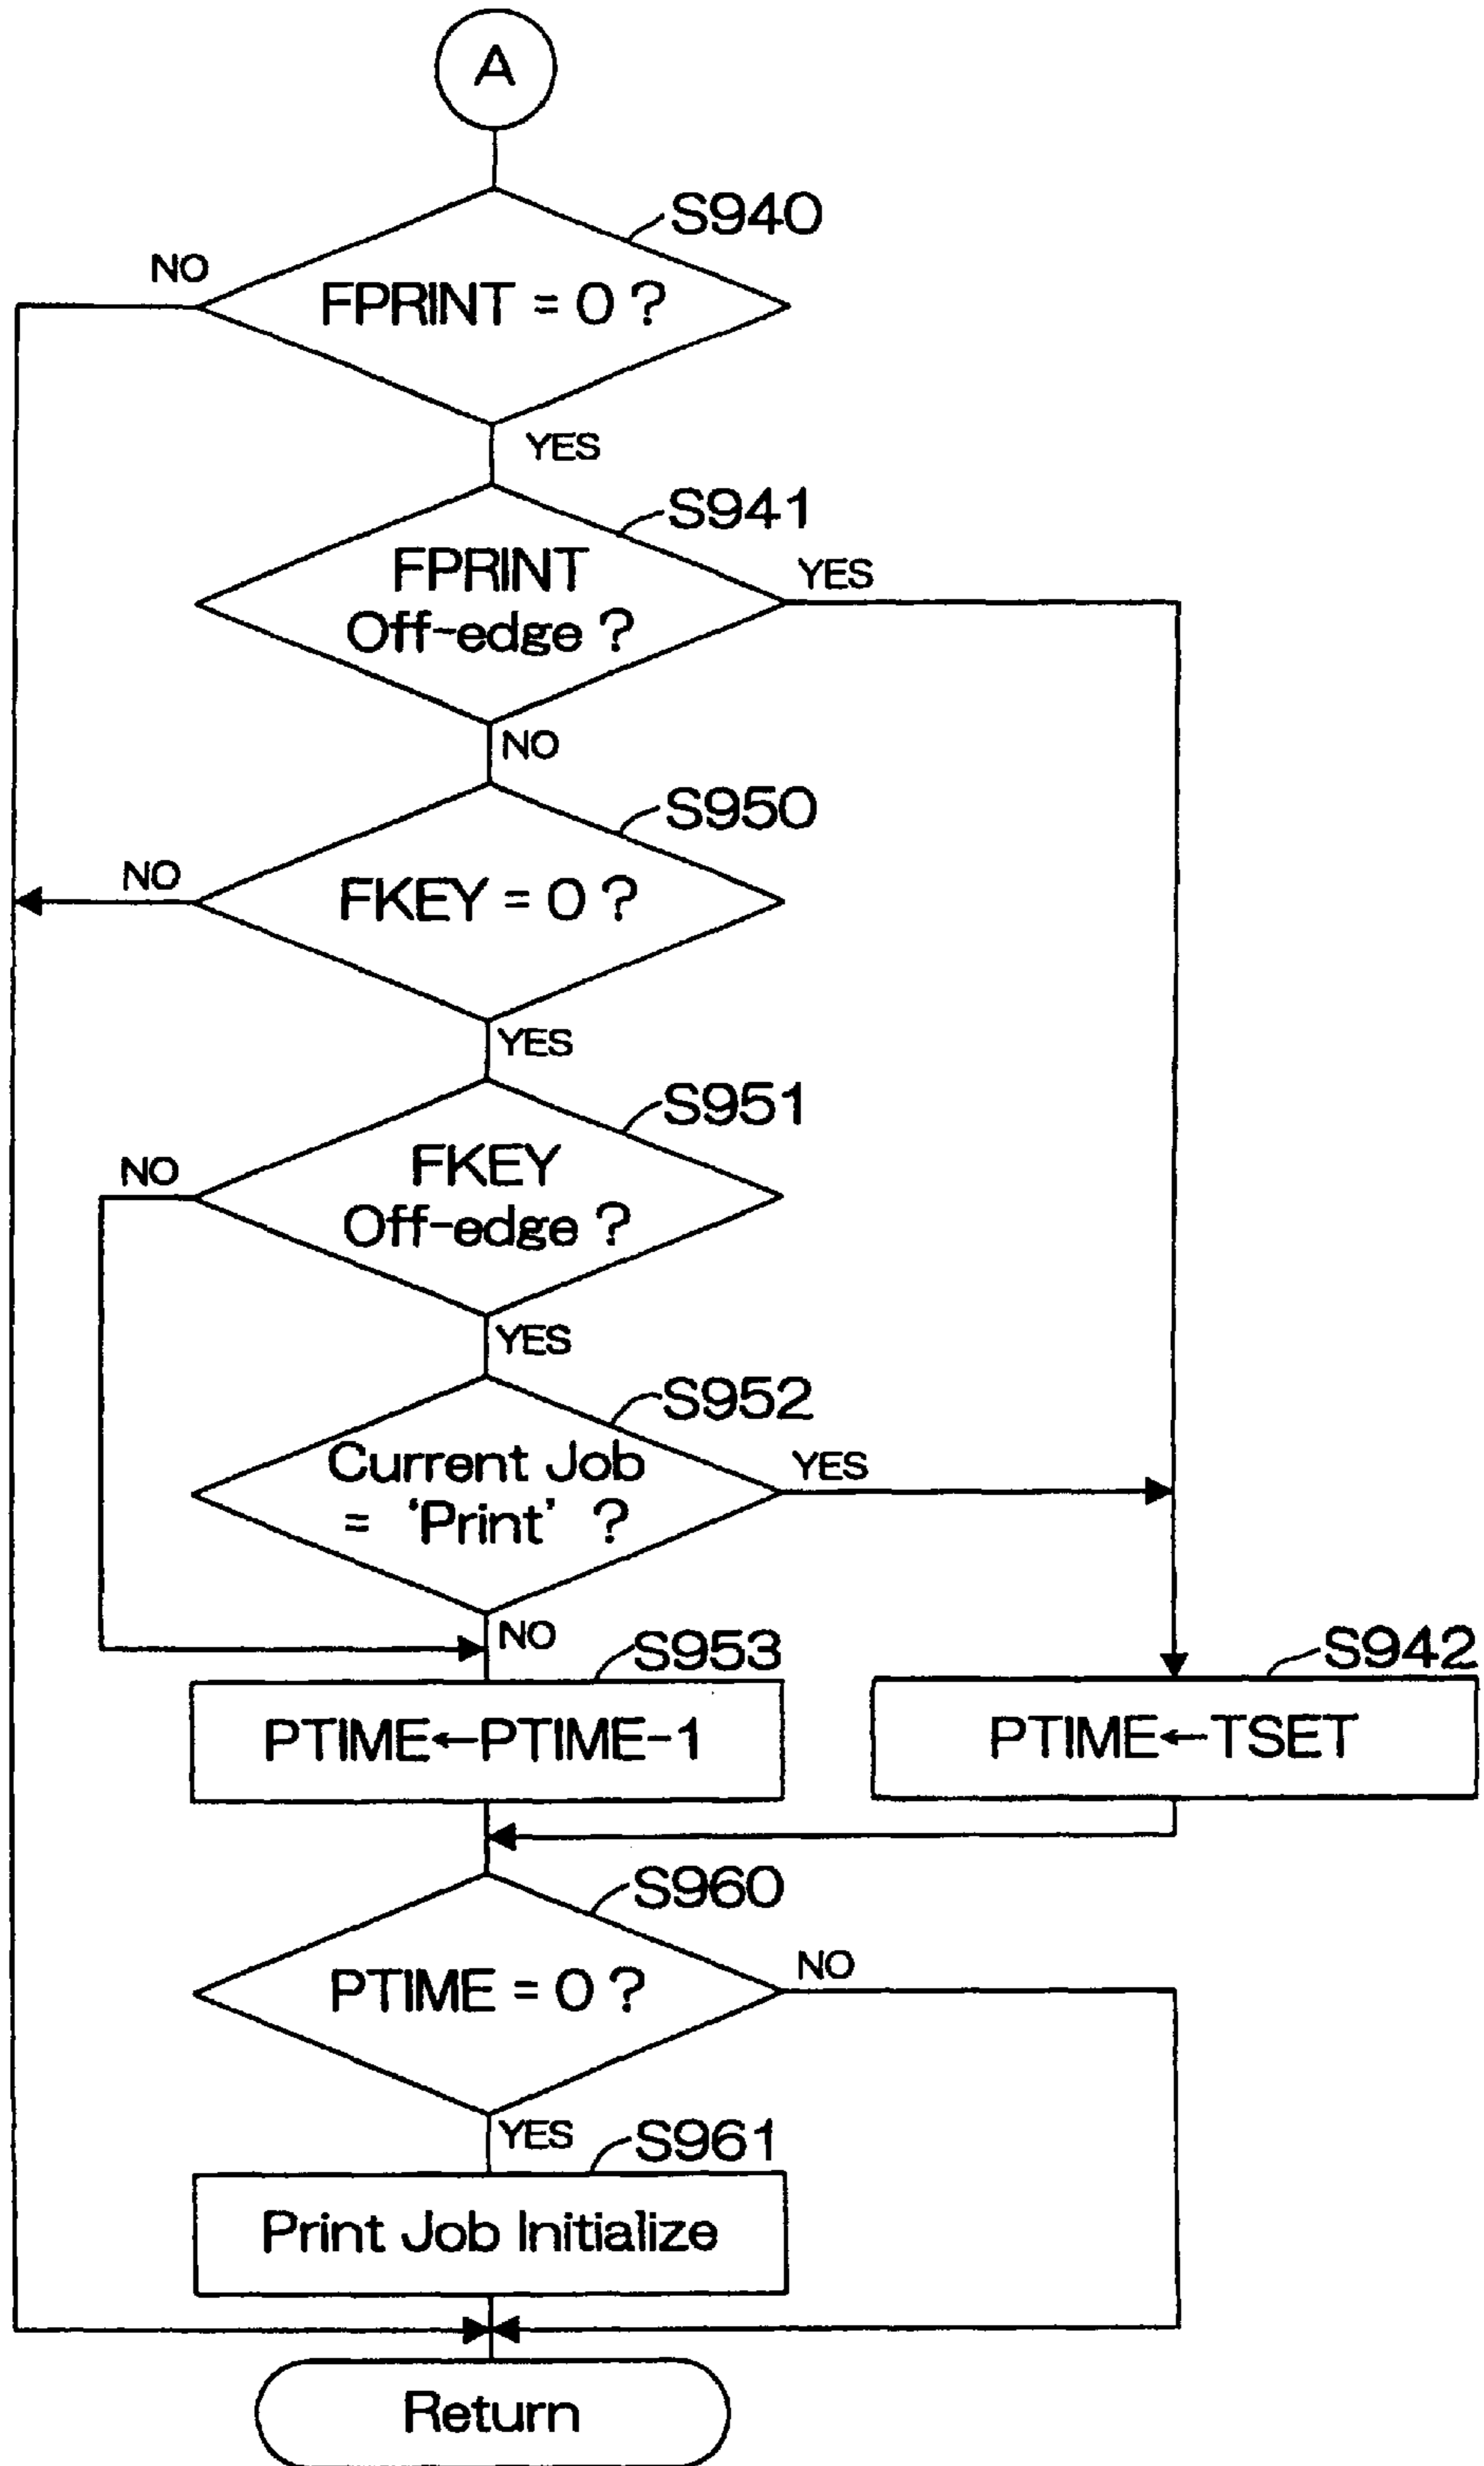 A
S940
NO
FPRINT = 0 ?
YES
S941
FPRINT
Off-edge ?
YES
NO
S950
NO
FKEY = 0 ?
YES
S951
NO
FKEY
Off-edge ?
YES
S952
Current Job
= ‘Print’ ?
YES
NO
S953
S942
PTIME←PTIME-1
PTIME←TSET
S960
PTIME = 0 ?
NO
YES
S961
Print Job Initialize
Return